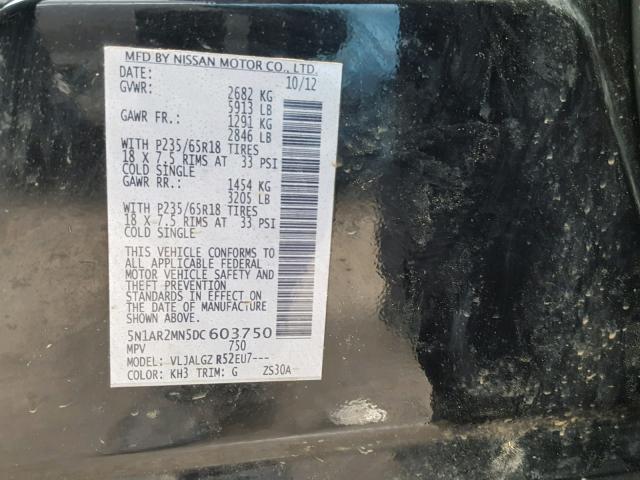 MFD BY NISSAN MOTOR CO., LTD.
DATE: 10/12
GVWR: 2682 KG
5913 LB
GAWR FR.: 1291 KG
2846 LB
WITH P235/65R18 TIRES
18 X 7.5 RIMS AT 33 PSI
COLD SINGLE
GAWR RR.: 1454 KG
3205 LB
WITH P235/65R18 TIRES
18 X 7.5 RIMS AT 33 PSI
COLD SINGLE
THIS VEHICLE CONFORMS TO
ALL APPLICABLE FEDERAL
MOTOR VEHICLE SAFETY AND
THEFT PREVENTION
STANDARDS IN EFFECT ON
THE DATE OF MANUFACTURE
SHOWN ABOVE.
5N1AR2MN5DC603750
MPV 750
MODEL: VLJALGZ R52EU7---
COLOR: KH3 TRIM: G ZS30A